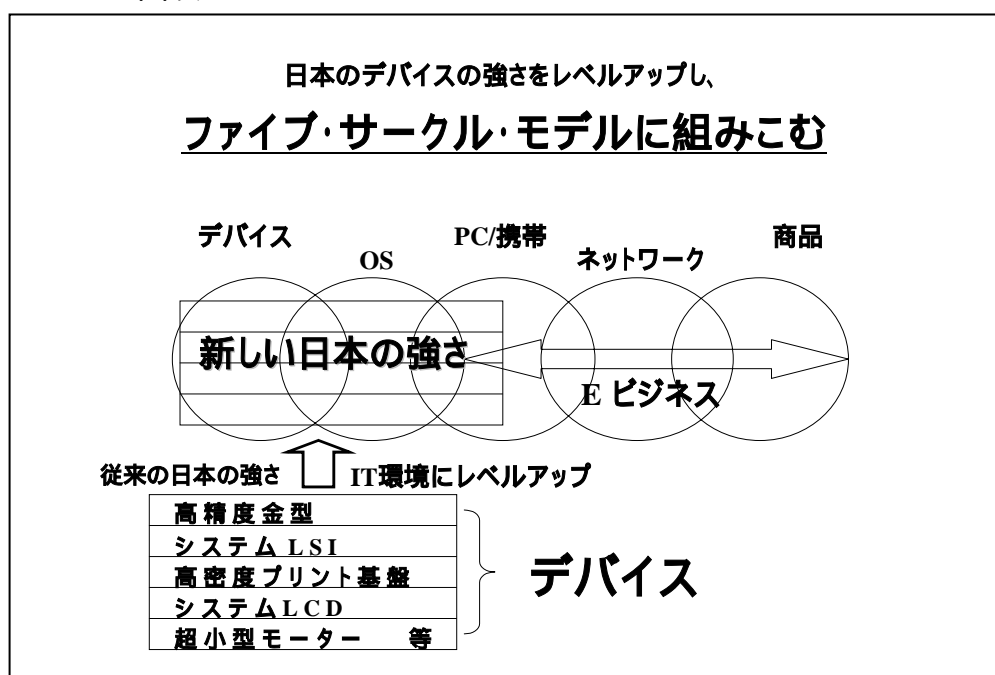 日本のデバイスの強さをレベルアップし、
ファイブ・サークル・モデルに組みこむ
デバイス
OS
PC/携帯
ネットワーク
商品
新しい日本の強さ
E ビジネス
従来の日本の強さ
IT環境にレベルアップ
高精度金型
システムLSI
高密度プリント基盤
システムLCD
超小型モーター 等
デバイス